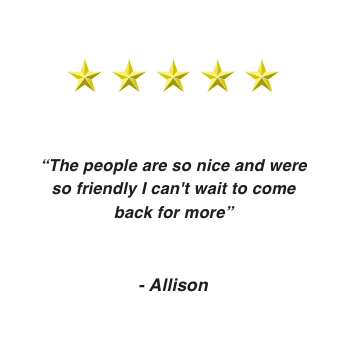 “The people are so nice and were
so friendly I can't wait to come
back for more”
- Allison